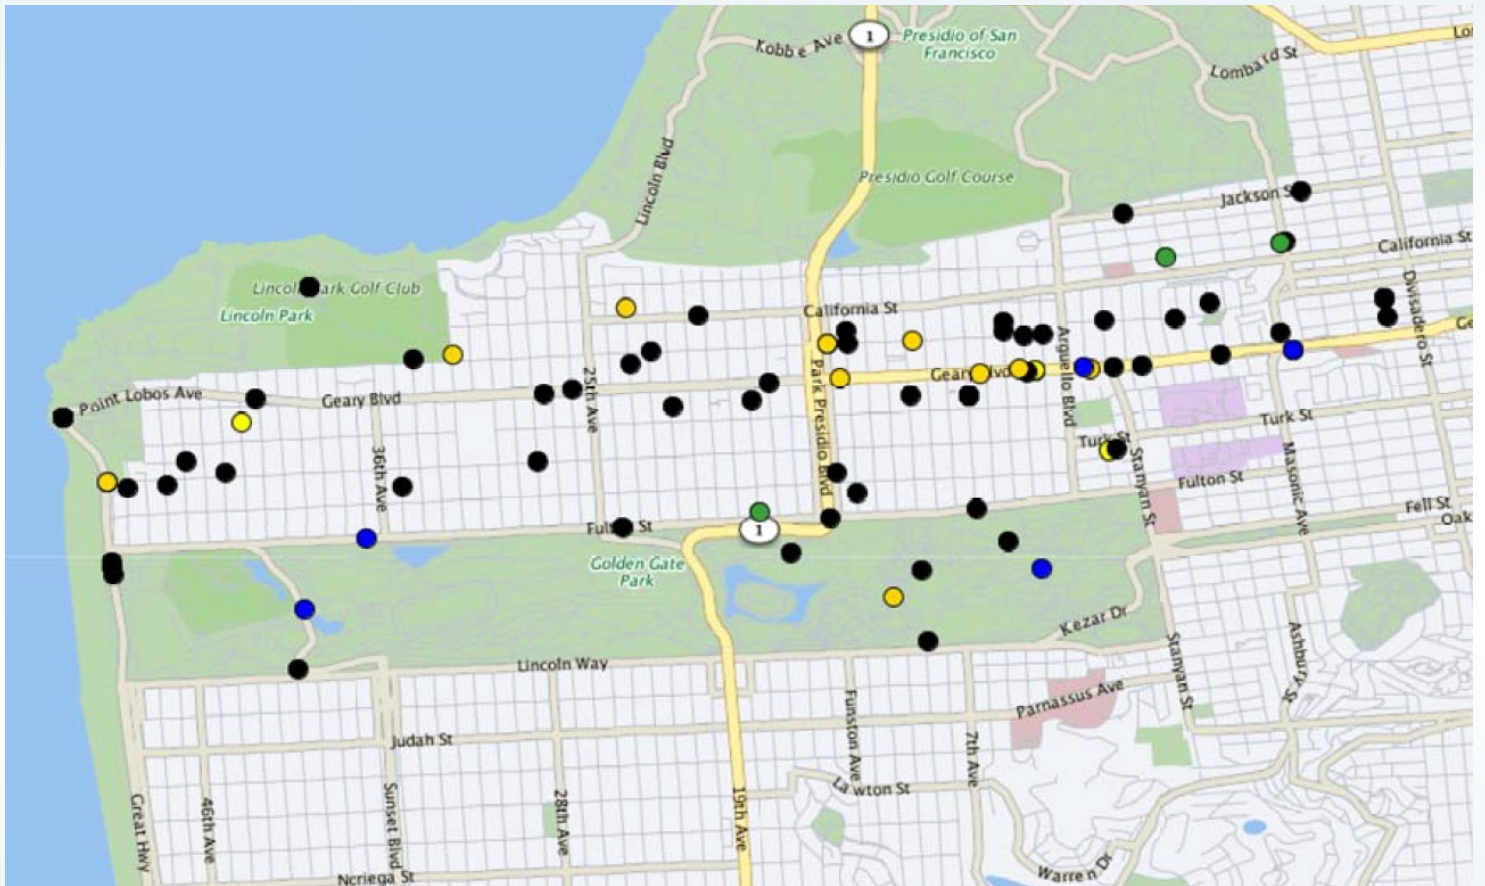 Kobbe Ave
1
Presidio of San
Francisco
Lombard St
Lincoln Blvd
Presidio Golf Course
Jackson S
California St
Lincoln Park Golf Club
Lincoln Park
California St
Divisadero St
Point Lobos Ave
Geary Blvd
25th Ave
Park Presidio Blvd
Geary Blvd
Arguello Blvd
Ge
Turk St
Turk St
36th Ave
Stanyan St
Masonic Ave
Fulton St
Fulton St
1
Fell St
Oak
Golden Gate
Park
Kezar Dr
Lincoln Way
Stanyan St
Ashbury St
Parnassus Ave
Funston Ave
Judah St
7th Ave
Lawton St
Great Hwy
46th Ave
Sunset Blvd
28th Ave
19th Ave
Warren Dr
Noriega St